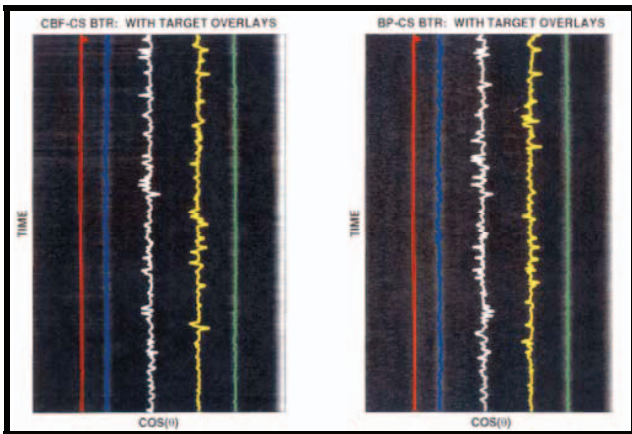 CBF-CS BTR: WITH TARGET OVERLAYS
TIME
COS(θ)
BP-CS BTR: WITH TARGET OVERLAYS
TIME
COS(θ)